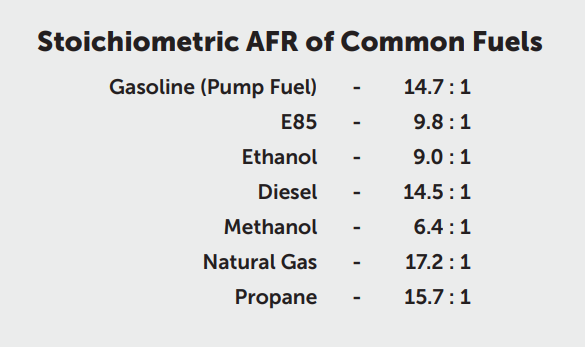 Stoichiometric AFR of Common Fuels
Gasoline (Pump Fuel) - 14.7 : 1
E85 - 9.8 : 1
Ethanol - 9.0 : 1
Diesel - 14.5 : 1
Methanol - 6.4 : 1
Natural Gas - 17.2 : 1
Propane - 15.7 : 1